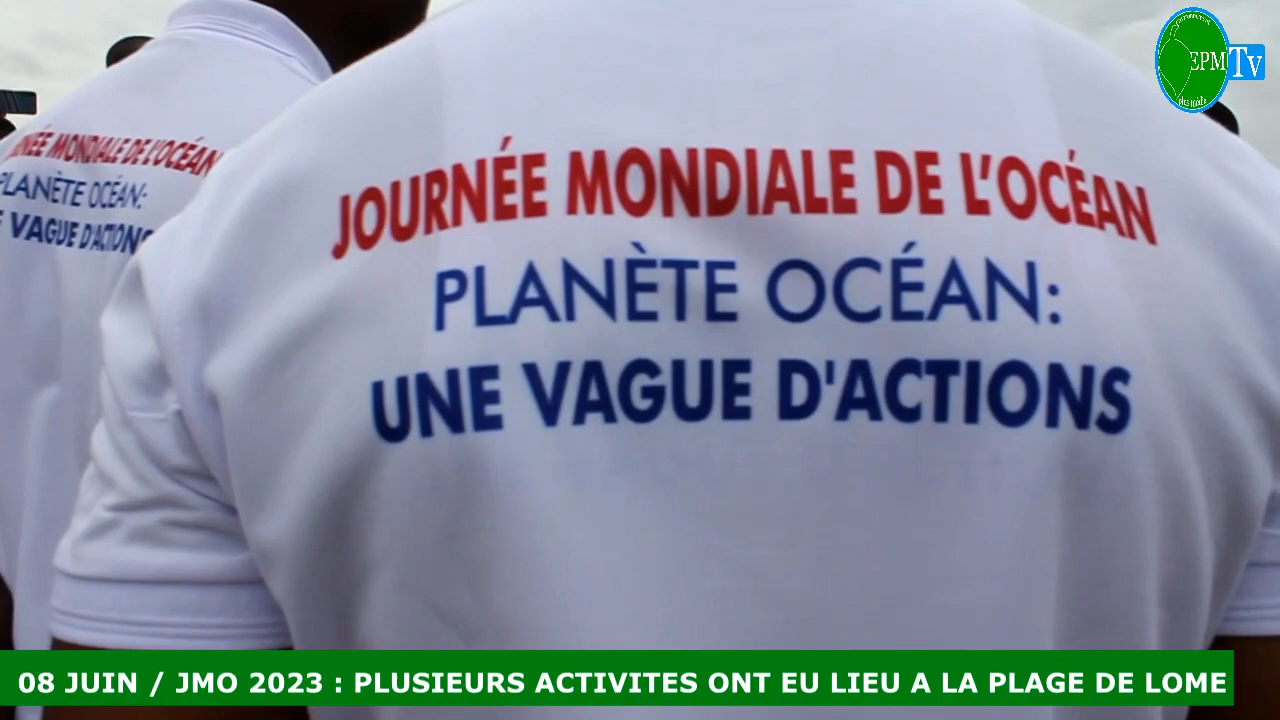 EPM TV
JOURNÉE MONDIALE DE L'OCÉAN
PLANÈTE OCÉAN:
UNE VAGUE D'ACTIONS
NÉE MONDIALE DE L'OCÉAN
PLANÈTE OCÉAN:
VAGUE D'ACTIONS
08 JUIN / JMO 2023 : PLUSIEURS ACTIVITES ONT EU LIEU A LA PLAGE DE LOME